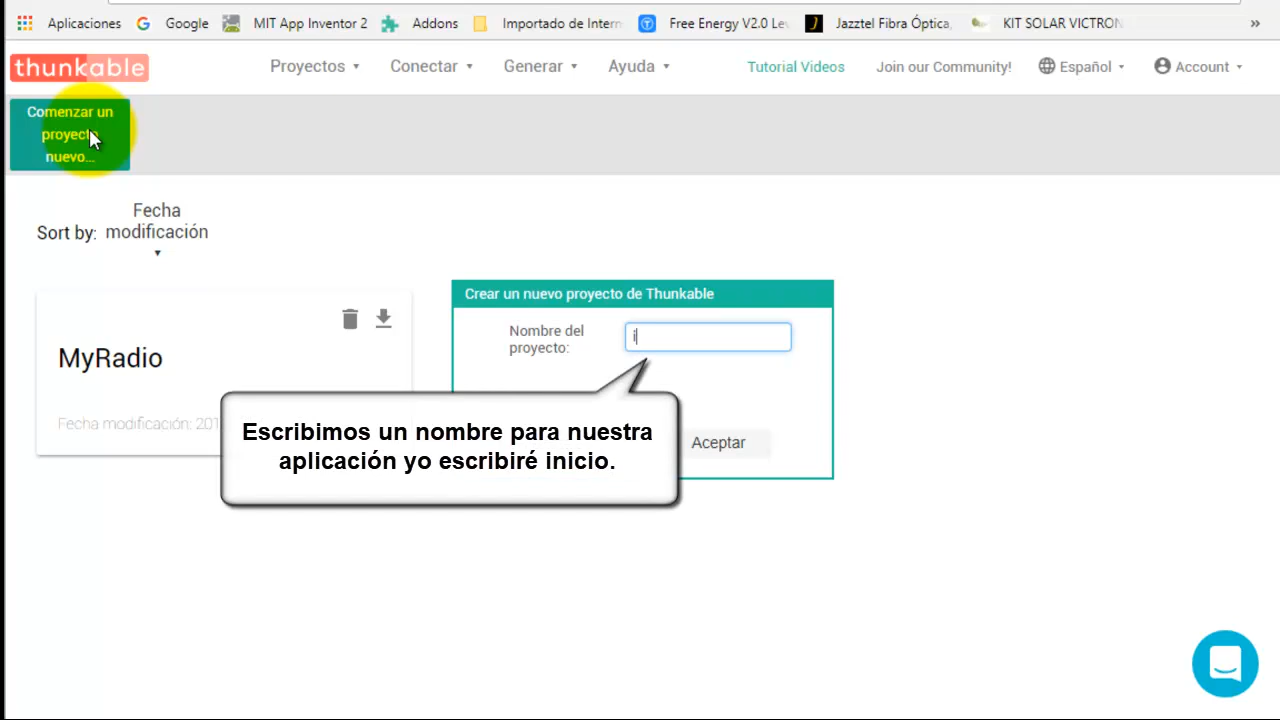 Aplicaciones Google MIT App Inventor 2 Addons Importado de Intern Free Energy V2.0 Le Jazztel Fibra Óptica, KIT SOLAR VICTRON »
thunkable Proyectos Conectar Generar Ayuda Tutorial Videos Join our Community! Español Account
Comenzar un
proyecto
nuevo...
Sort by: Fecha
modificación
MyRadio
Fecha modificación: 201
Crear un nuevo proyecto de Thunkable
Nombre del
proyecto:
i
Escribimos un nombre para nuestra
aplicación yo escribiré inicio.
Aceptar